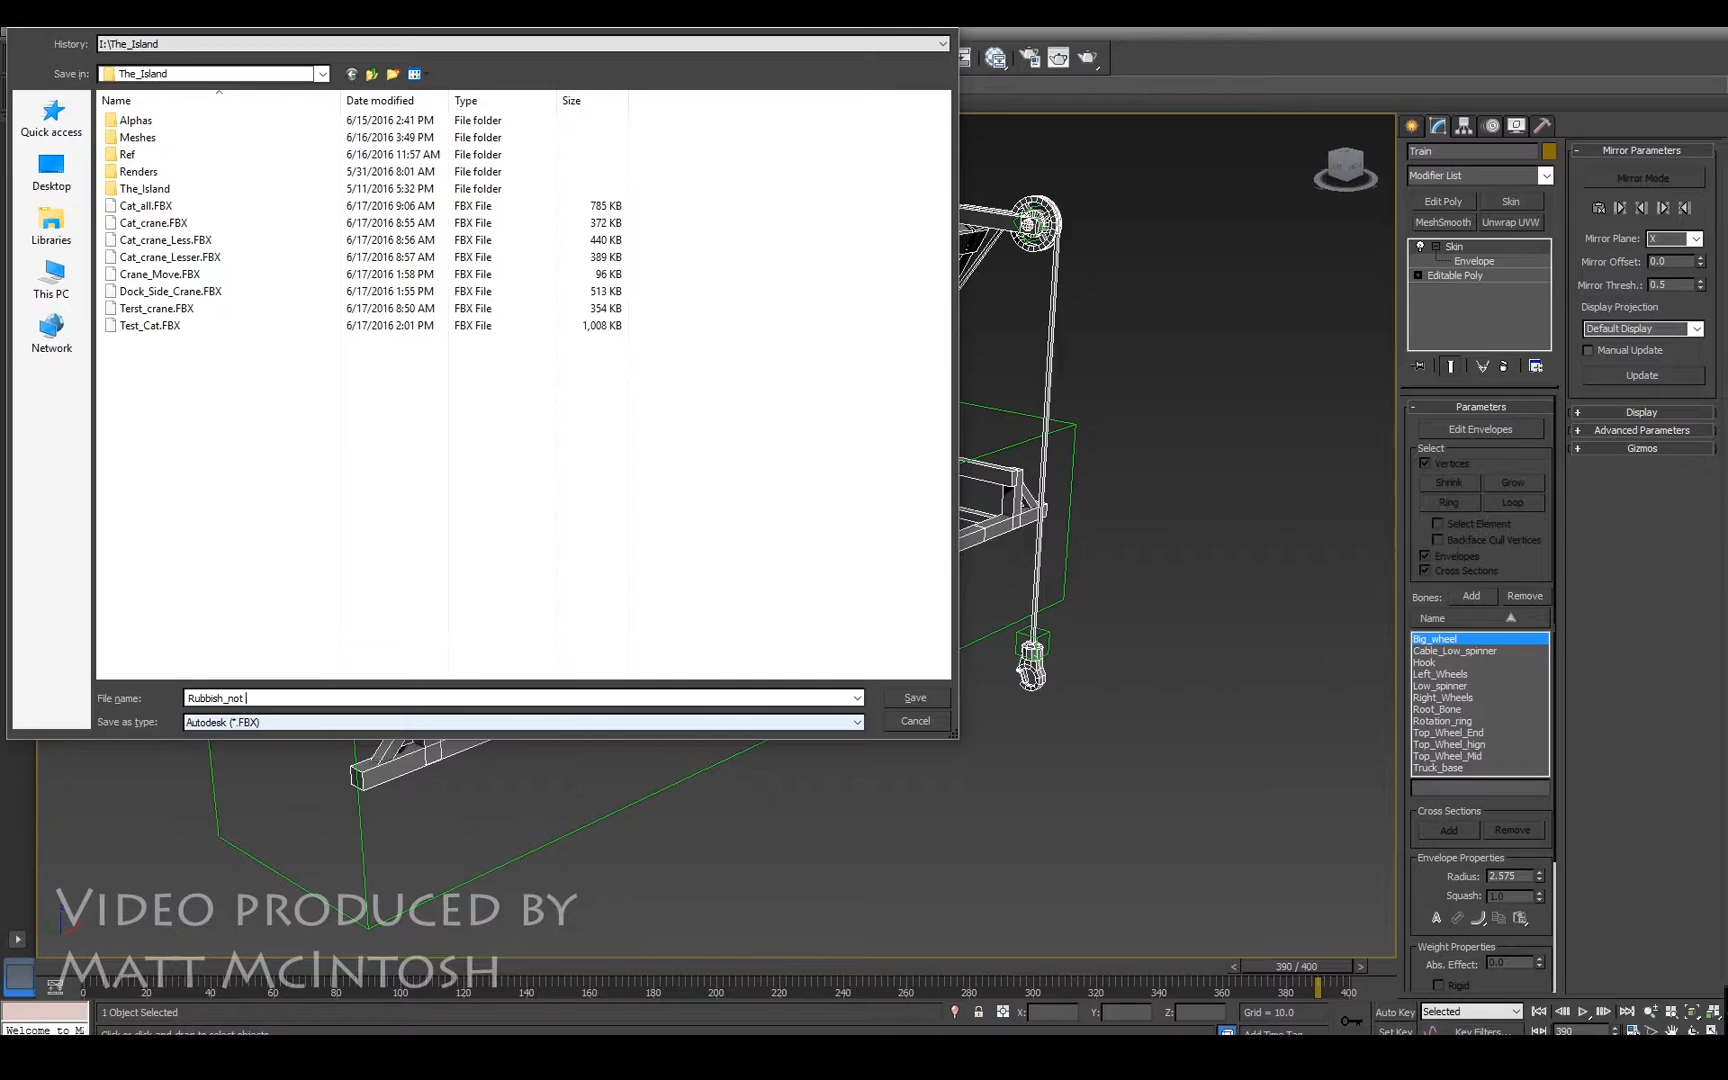 History: I:\The_Island
Save in: The_Island
Name Date modified Type Size
Quick access
Desktop
Libraries
This PC
Network
Alphas 6/15/2016 2:41 PM File folder
Meshes 6/16/2016 3:49 PM File folder
Ref 6/16/2016 11:57 AM File folder
Renders 5/31/2016 8:01 AM File folder
The_Island 5/11/2016 5:32 PM File folder
Cat_all.FBX 6/17/2016 9:06 AM FBX File 785 KB
Cat_crane.FBX 6/17/2016 8:55 AM FBX File 372 KB
Cat_crane_Less.FBX 6/17/2016 8:56 AM FBX File 440 KB
Cat_crane_Lesser.FBX 6/17/2016 8:57 AM FBX File 389 KB
Crane_Move.FBX 6/17/2016 1:58 PM FBX File 96 KB
Dock_Side_Crane.FBX 6/17/2016 1:55 PM FBX File 513 KB
Terst_crane.FBX 6/17/2016 8:50 AM FBX File 354 KB
Test_Cat.FBX 6/17/2016 2:01 PM FBX File 1,008 KB
File name: Rubbish_not
Save
Save as type: Autodesk (*.FBX)
Cancel
Train
Modifier List
Edit Poly Skin
MeshSmooth Unwrap UVW
Skin
Envelope
Editable Poly
Parameters
Edit Envelopes
Select
Vertices
Shrink Grow
Ring Loop
Select Element
Backface Cull Vertices
Envelopes
Cross Sections
Bones: Add Remove
Name
Big_wheel
Cable_Low_spinner
Hook
Left_Wheels
Low_spinner
Right_Wheels
Root_Bone
Rotation_ring
Top_Wheel_End
Top_Wheel_hign
Top_Wheel_Mid
Truck_base
Cross Sections
Add Remove
Envelope Properties
Radius: 2.575
Squash: 1.0
Weight Properties
Abs. Effect: 0.0
Rigid
Mirror Parameters
Mirror Mode
Mirror Plane: X
Mirror Offset: 0.0
Mirror Thresh.: 0.5
Display Projection
Default Display
Manual Update
Update
Display
Advanced Parameters
Gizmos
Video produced by
Matt McIntosh
390 / 400
0 20 40 60 80 100 120 140 160 180 200 220 240 260 280 300 320 340 360 380 400
1 Object Selected X: Y: Z: Grid = 10.0 Auto Key Selected
Welcome to M Click or click-and-drag to select objects Add Time Tag Set Key Key Filters... 390